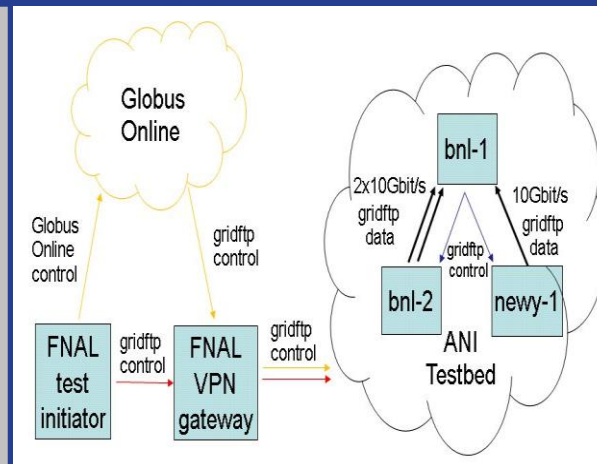 Globus
Online
Globus
Online
control
gridftp
control
FNAL
test
initiator
gridftp
control
FNAL
VPN
gateway
gridftp
control
bnl-1
2x10Gbit/s
gridftp
data
10Gbit/s
gridftp
data
gridftp
control
bnl-2
newy-1
ANI
Testbed